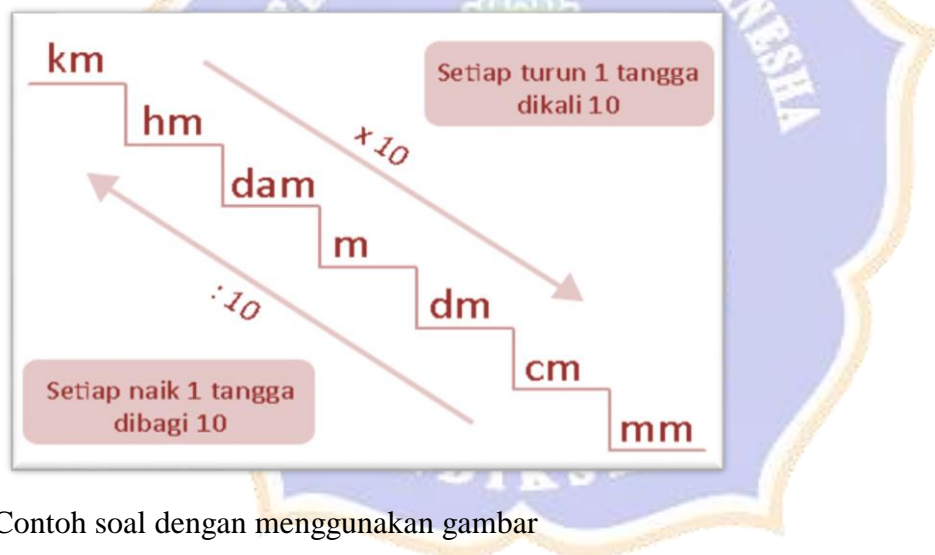 km
Setiap turun 1 tangga
dikali 10
hm
x 10
dam
m
: 10
dm
cm
Setiap naik 1 tangga
dibagi 10
mm
Contoh soal dengan menggunakan gambar